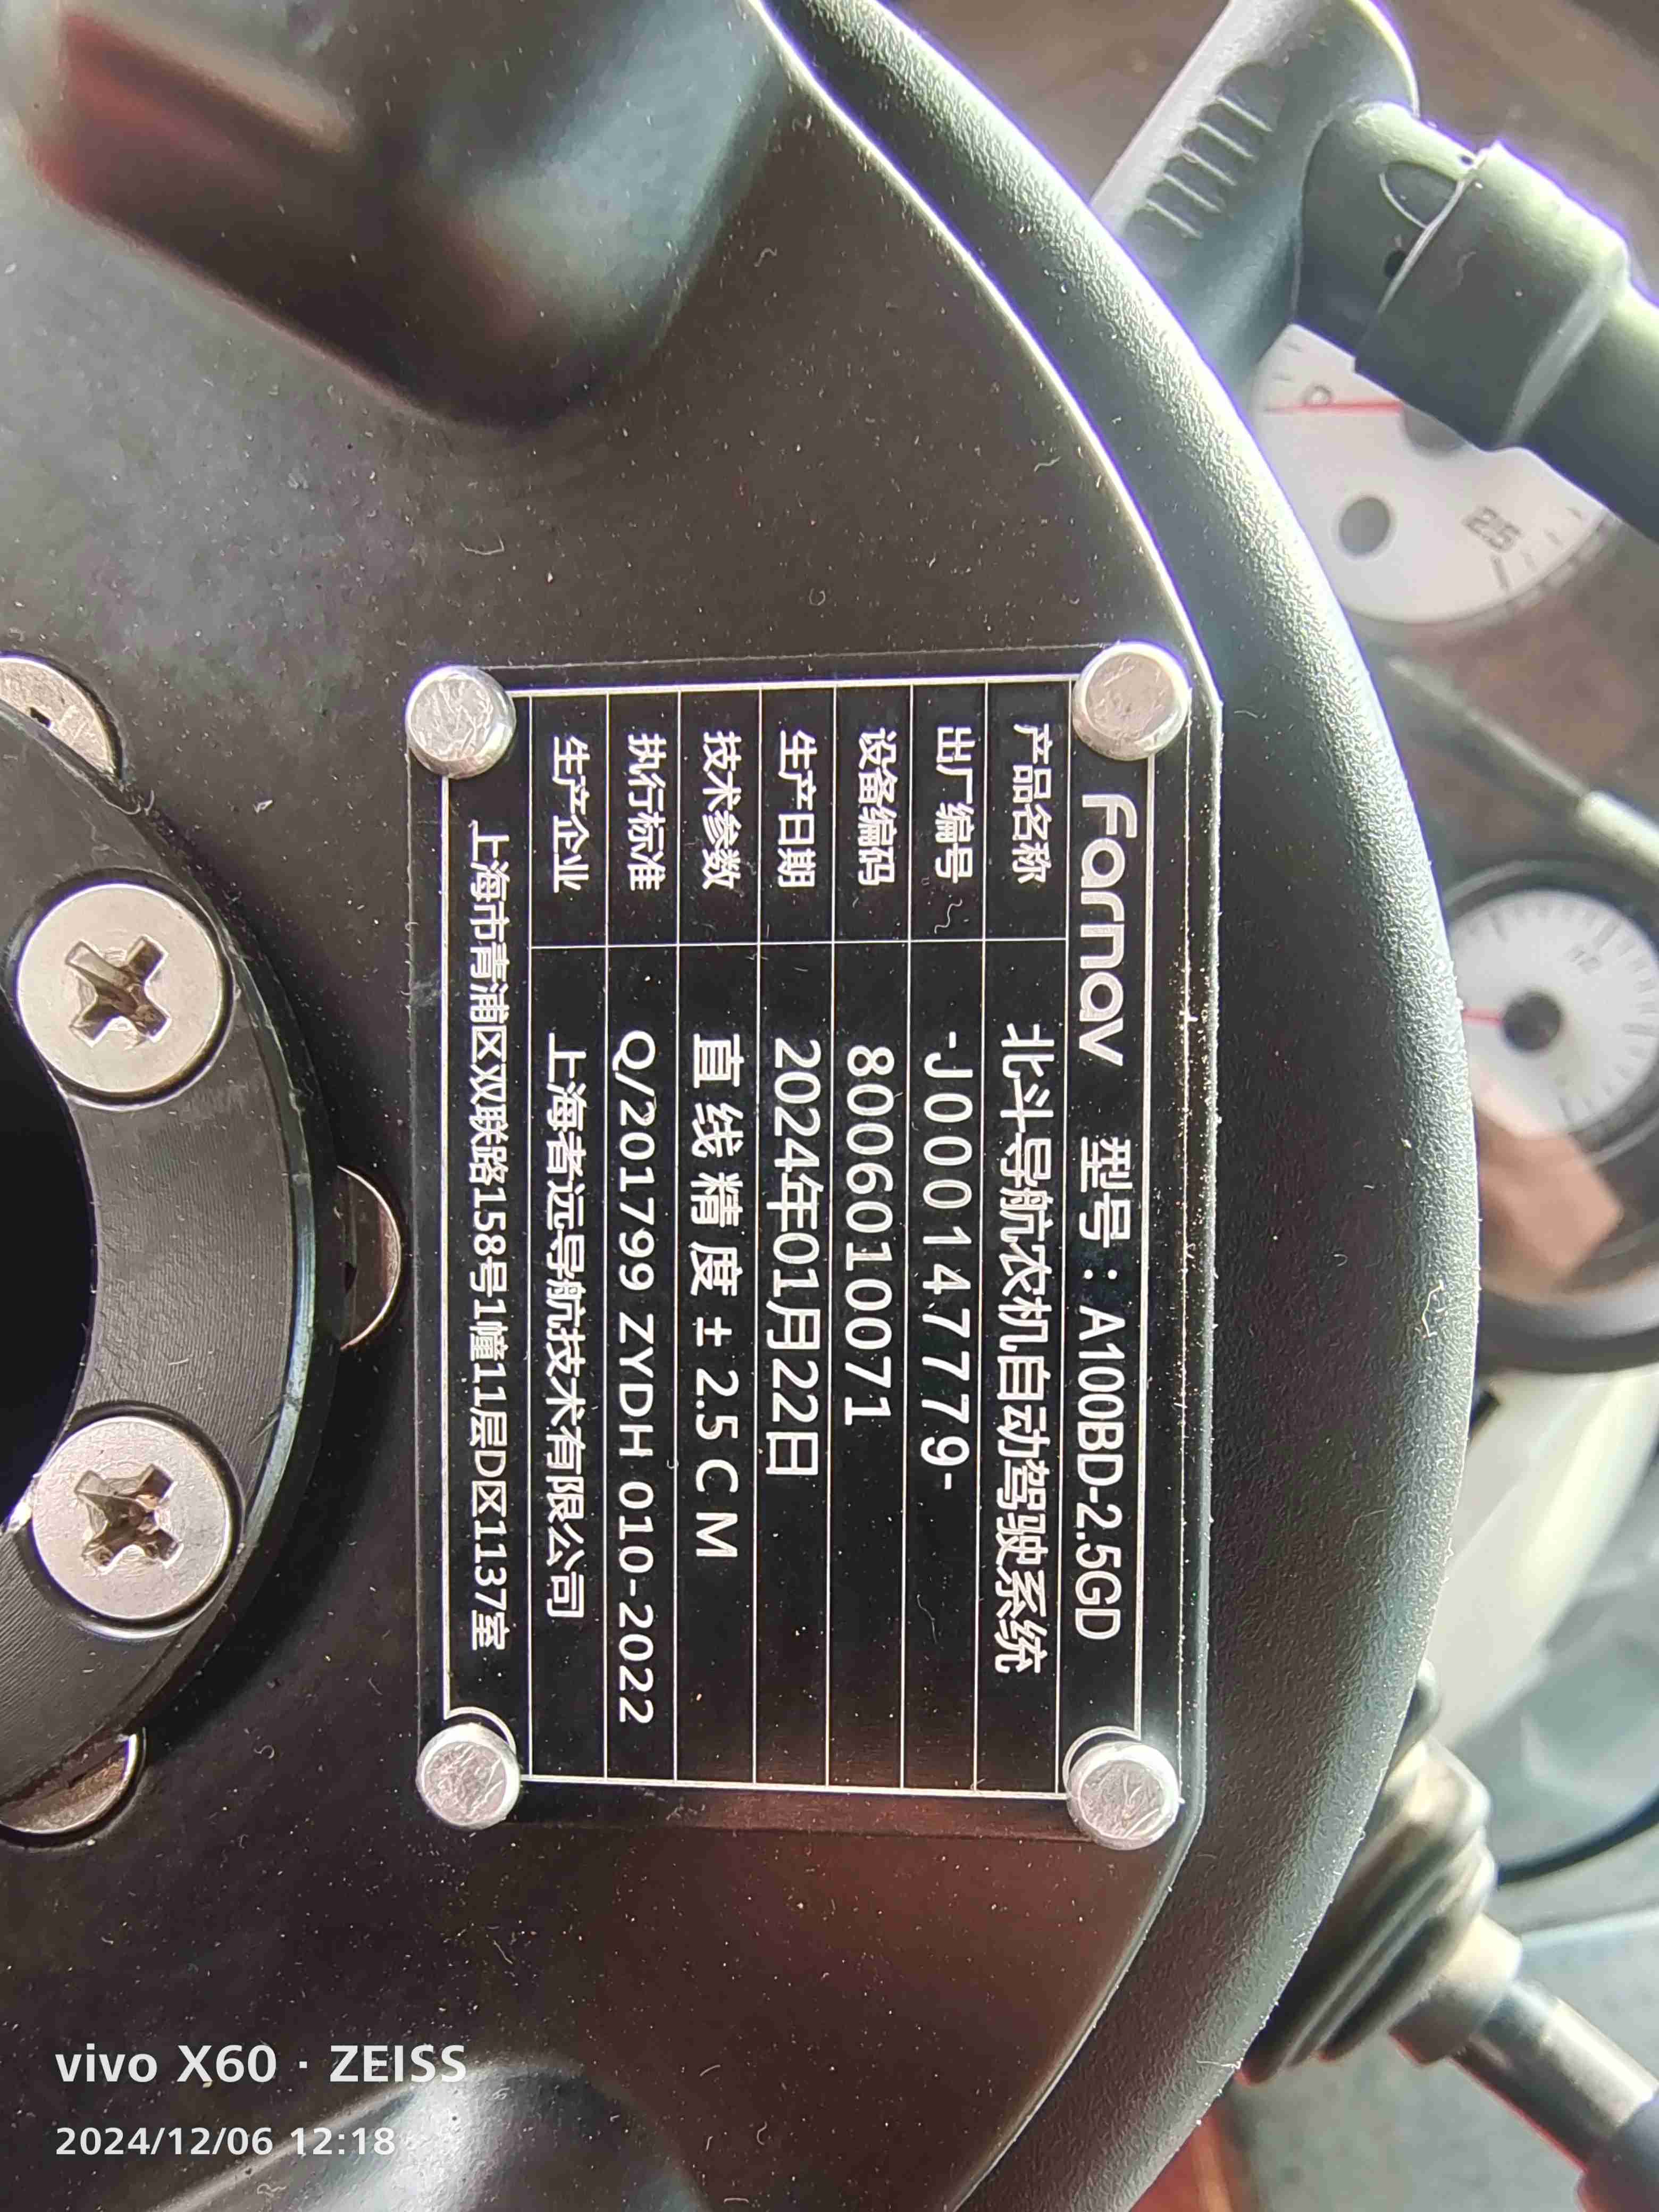 Farnav 型号：A100BD-2.5GD
产品名称 北斗导航农机自动驾驶系统
出厂编号 -J000147779-
设备编码 8006010071
生产日期 2024年01月22日
技术参数 直线精度±2.5CM
执行标准 Q/201799 ZYDH 010-2022
生产企业 上海者远导航技术有限公司
上海市青浦区双联路158号1幢11层D区1137室
25
vivo X60 · ZEISS
2024/12/06 12:18